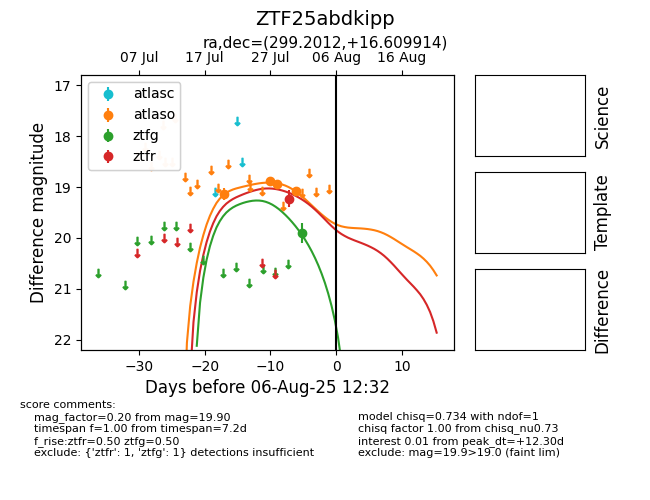 ZTF25abdkipp
ra,dec=(299.2012,+16.609914)
07 Jul 17 Jul 27 Jul 06 Aug 16 Aug
atlasc
atlaso
ztfg
ztfr
17
18
19
20
21
22
Difference magnitude
−30 −20 −10 0 10
Days before 06-Aug-25 12:32
Science
Template
Difference
score comments:
mag_factor=0.20 from mag=19.90
timespan f=1.00 from timespan=7.2d
f_rise:ztfr=0.50 ztfg=0.50
exclude: {'ztfr': 1, 'ztfg': 1} detections insufficient
model chisq=0.734 with ndof=1
chisq factor 1.00 from chisq_nu0.73
interest 0.01 from peak_dt=+12.30d
exclude: mag=19.9>19.0 (faint lim)